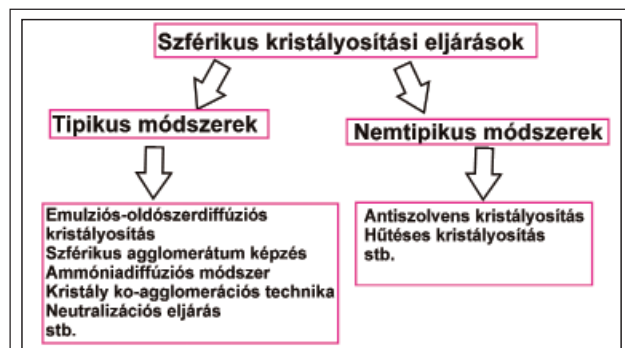 Szférikus kristályosítási eljárások
Tipikus módszerek
Nemtipikus módszerek
Emulziós-oldószerdiffúziós
kristályosítás
Szférikus agglomerátum képzés
Ammóniadiffúziós módszer
Kristály ko-agglomerációs technika
Neutralizációs eljárás
stb.
Antiszolvens kristályosítás
Hűtéses kristályosítás
stb.